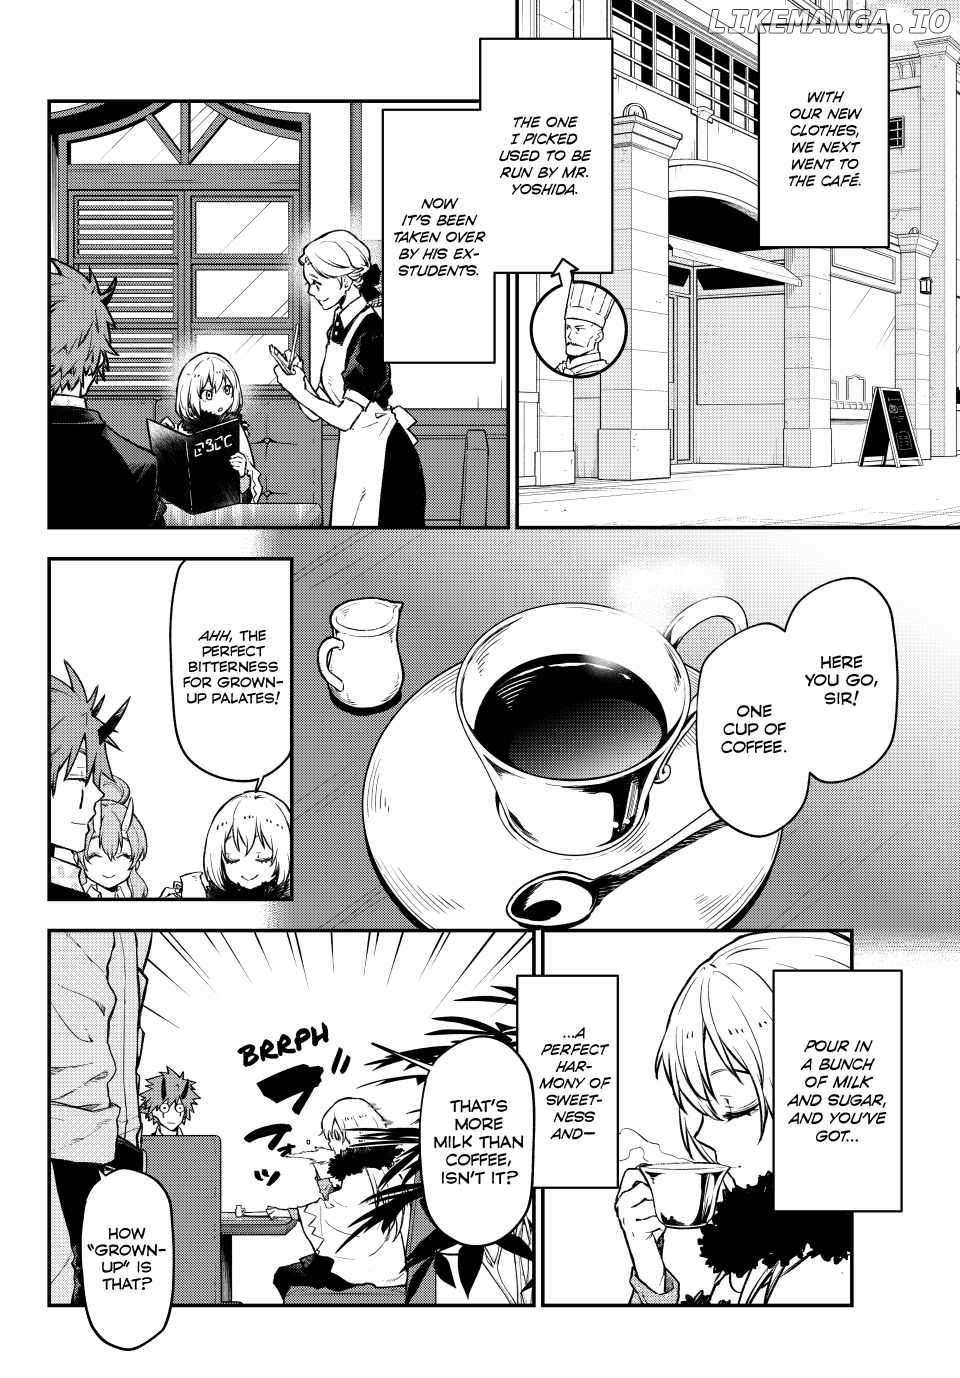 LIKEMANGA.IO
WITH
OUR NEW
CLOTHES,
WE NEXT
WENT TO
THE CAFÉ.
THE ONE
I PICKED
USED TO BE
RUN BY MR.
YOSHIDA.
NOW
IT'S BEEN
TAKEN OVER
BY HIS EX-
STUDENTS.
HERE
YOU GO,
SIR!
ONE
CUP OF
COFFEE.
AHH, THE
PERFECT
BITTERNESS
FOR GROWN-
UP PALATES!
POUR IN
A BUNCH
OF MILK
AND SUGAR,
AND YOU'VE
GOT...
...A
PERFECT
HAR-
MONY OF
SWEET-
NESS
AND—
BRRPH
THAT'S
MORE
MILK THAN
COFFEE,
ISN'T IT?
HOW
"GROWN-
UP" IS
THAT?